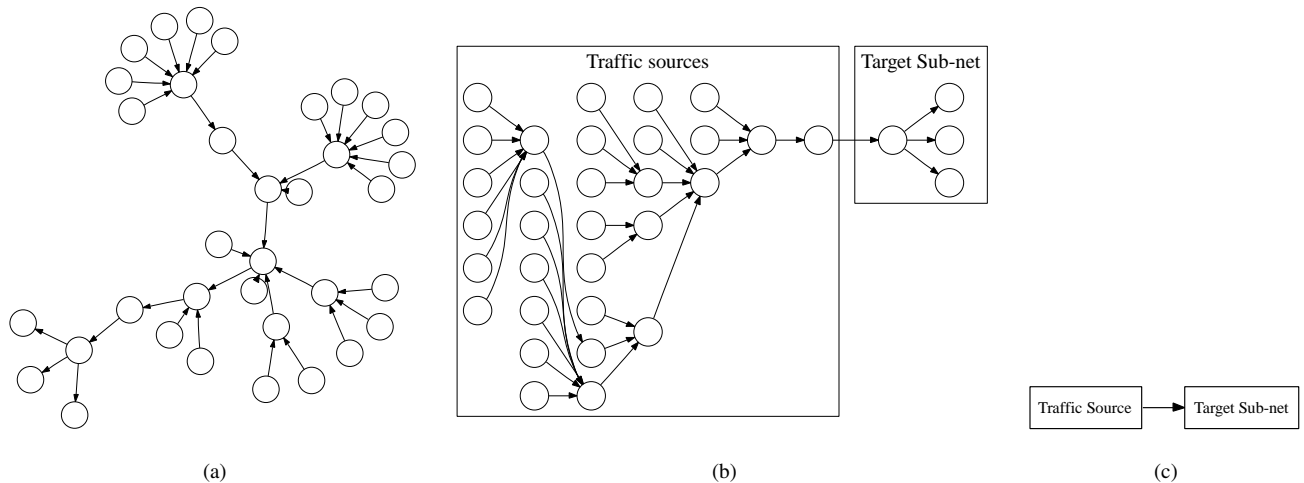 Traffic sources
Target Sub-net
Traffic Source
Target Sub-net
(a)
(b)
(c)